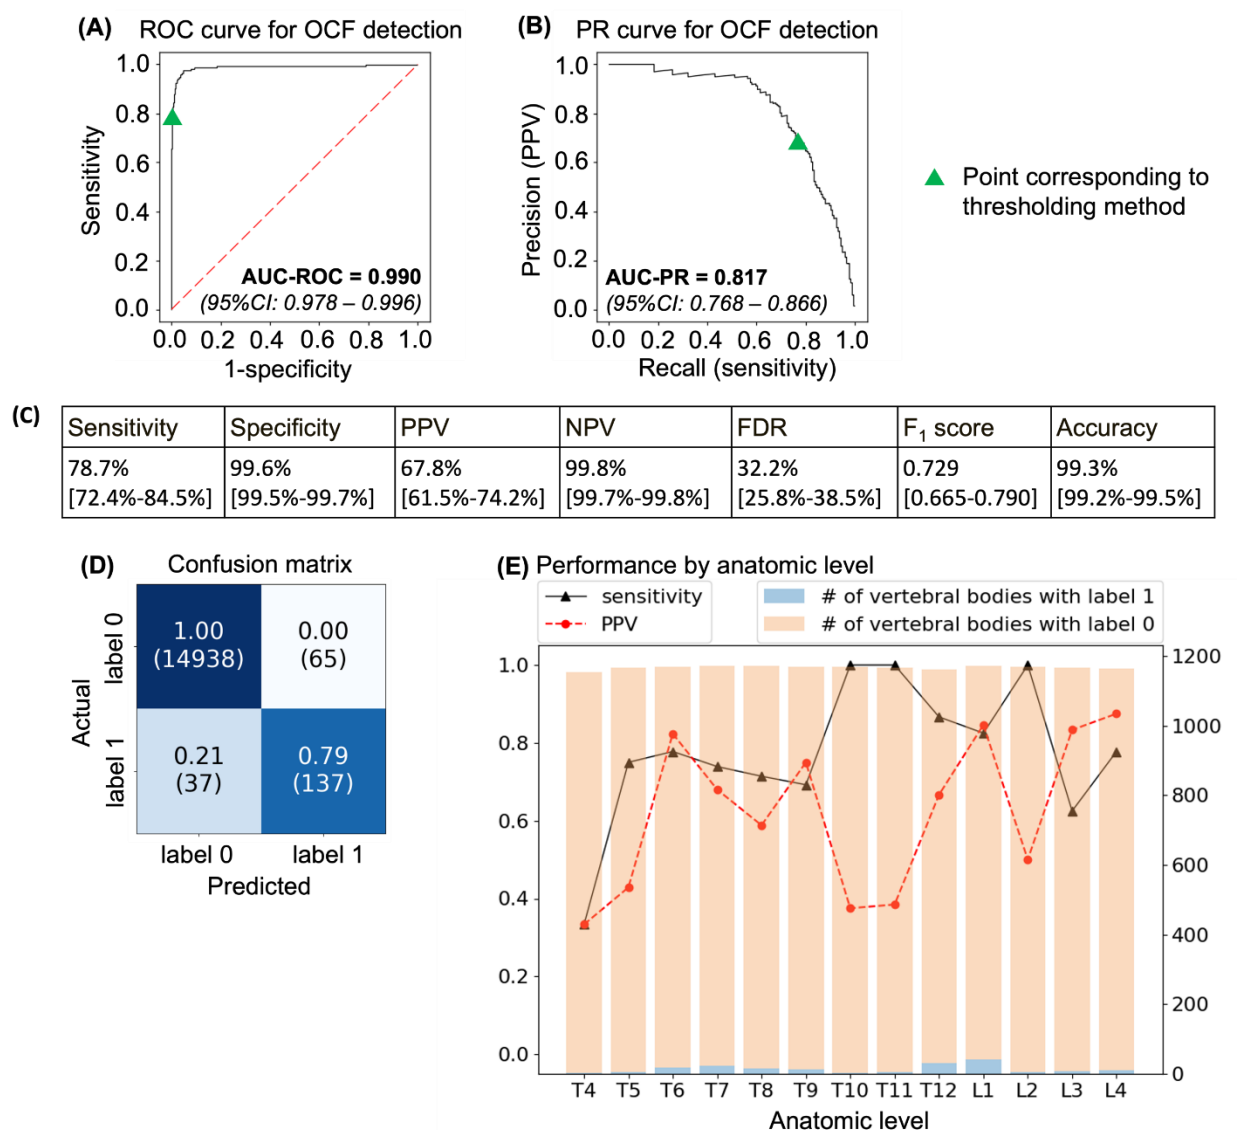 (A) ROC curve for OCF detection
1.0
0.8
0.6
0.4
0.2
0.0
Sensitivity
AUC-ROC = 0.990
(95%CI: 0.978 – 0.996)
0.0 0.2 0.4 0.6 0.8 1.0
1-specificity
(B) PR curve for OCF detection
1.0
0.8
0.6
0.4
0.2
0.0
Precision (PPV)
AUC-PR = 0.817
(95%CI: 0.768 – 0.866)
0.0 0.2 0.4 0.6 0.8 1.0
Recall (sensitivity)
Point corresponding to
thresholding method
(C)
Sensitivity Specificity PPV NPV FDR F1 score Accuracy
78.7% 99.6% 67.8% 99.8% 32.2% 0.729 99.3%
[72.4%-84.5%] [99.5%-99.7%] [61.5%-74.2%] [99.7%-99.8%] [25.8%-38.5%] [0.665-0.790] [99.2%-99.5%]
(D) Confusion matrix
Actual
label 0
label 1
1.00 0.00
(14938) (65)
0.21 0.79
(37) (137)
label 0 label 1
Predicted
(E) Performance by anatomic level
sensitivity
PPV
# of vertebral bodies with label 1
# of vertebral bodies with label 0
1.0
0.8
0.6
0.4
0.2
0.0
1200
1000
800
600
400
200
0
T4 T5 T6 T7 T8 T9 T10 T11 T12 L1 L2 L3 L4
Anatomic level